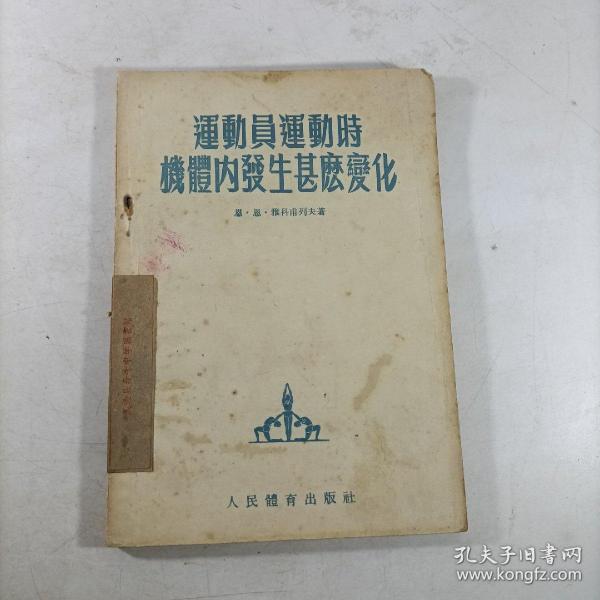 運動員運動時
機體內發生甚麽變化
恩·恩·雅科甫列夫著
人民體育出版社
孔夫子旧书网
www.kongfz.com